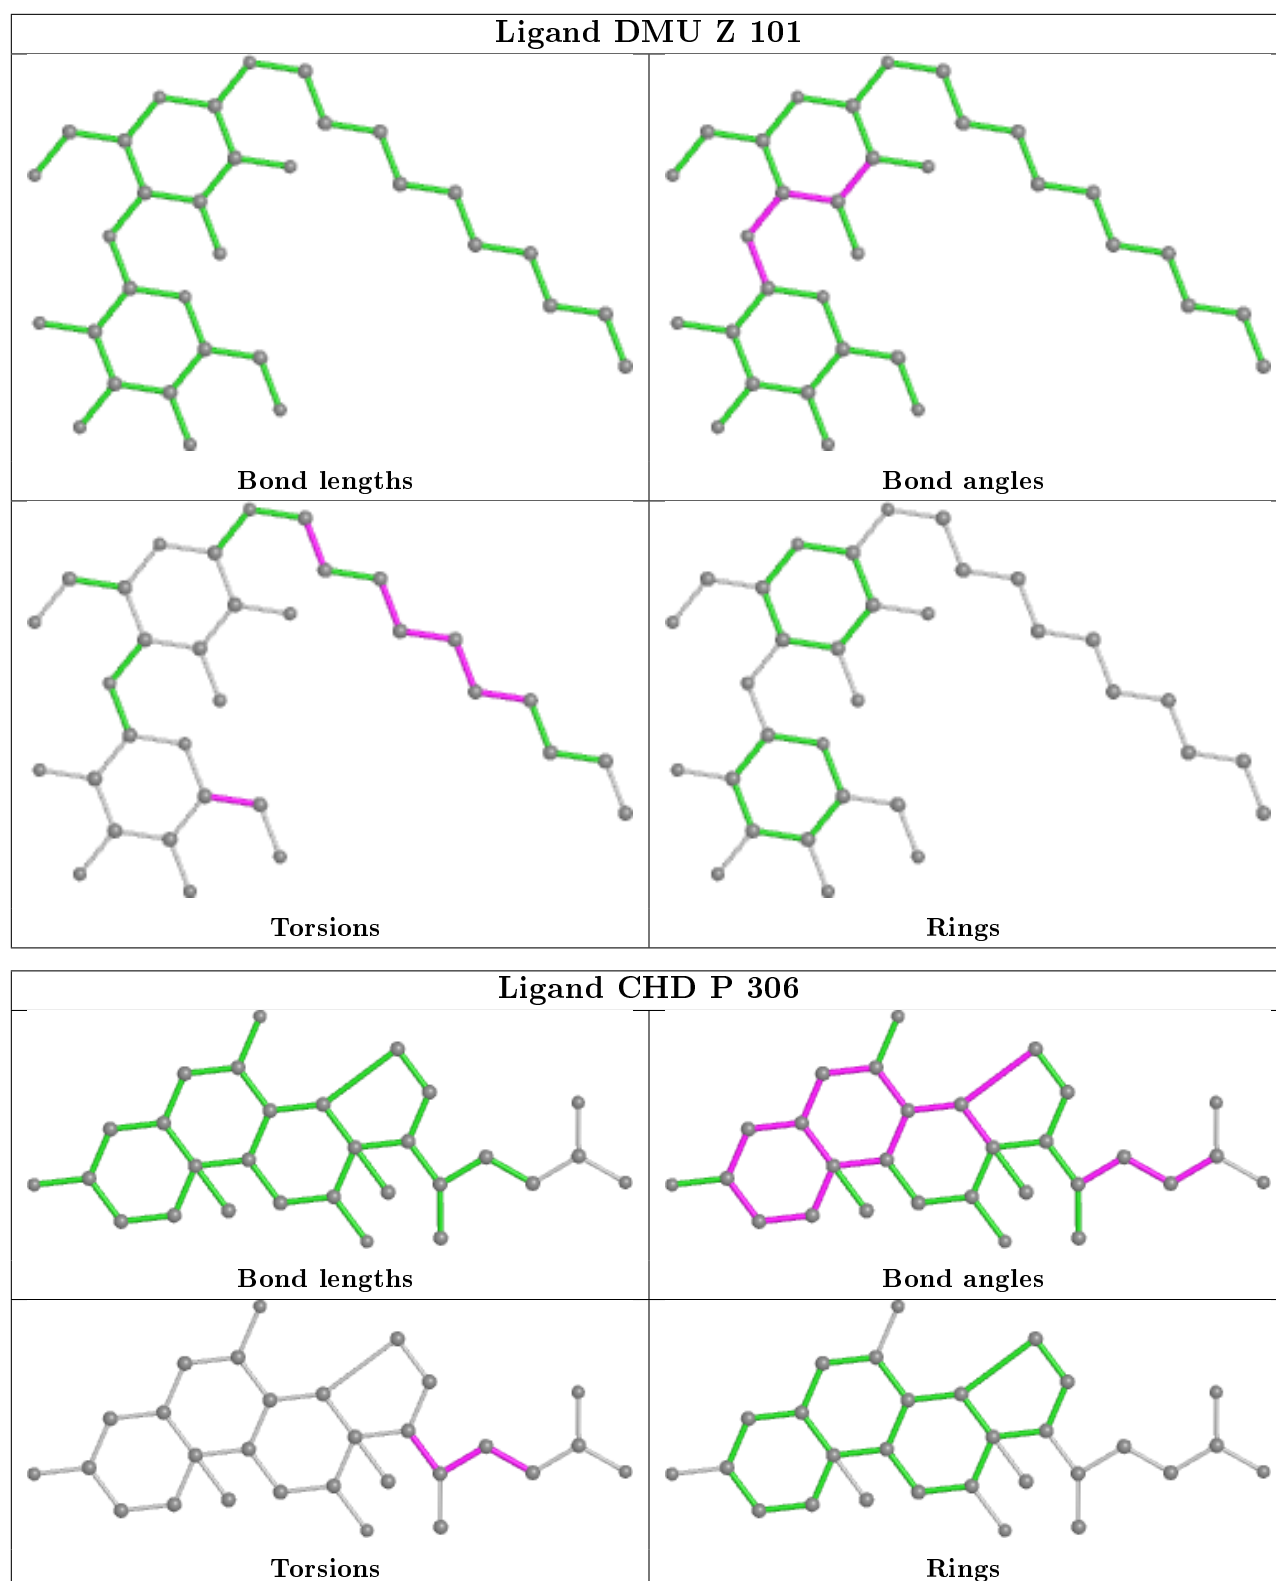 Ligand DMU Z 101
Bond lengths
Bond angles
Torsions
Rings
Ligand CHD P 306
Bond lengths
Bond angles
Torsions
Rings